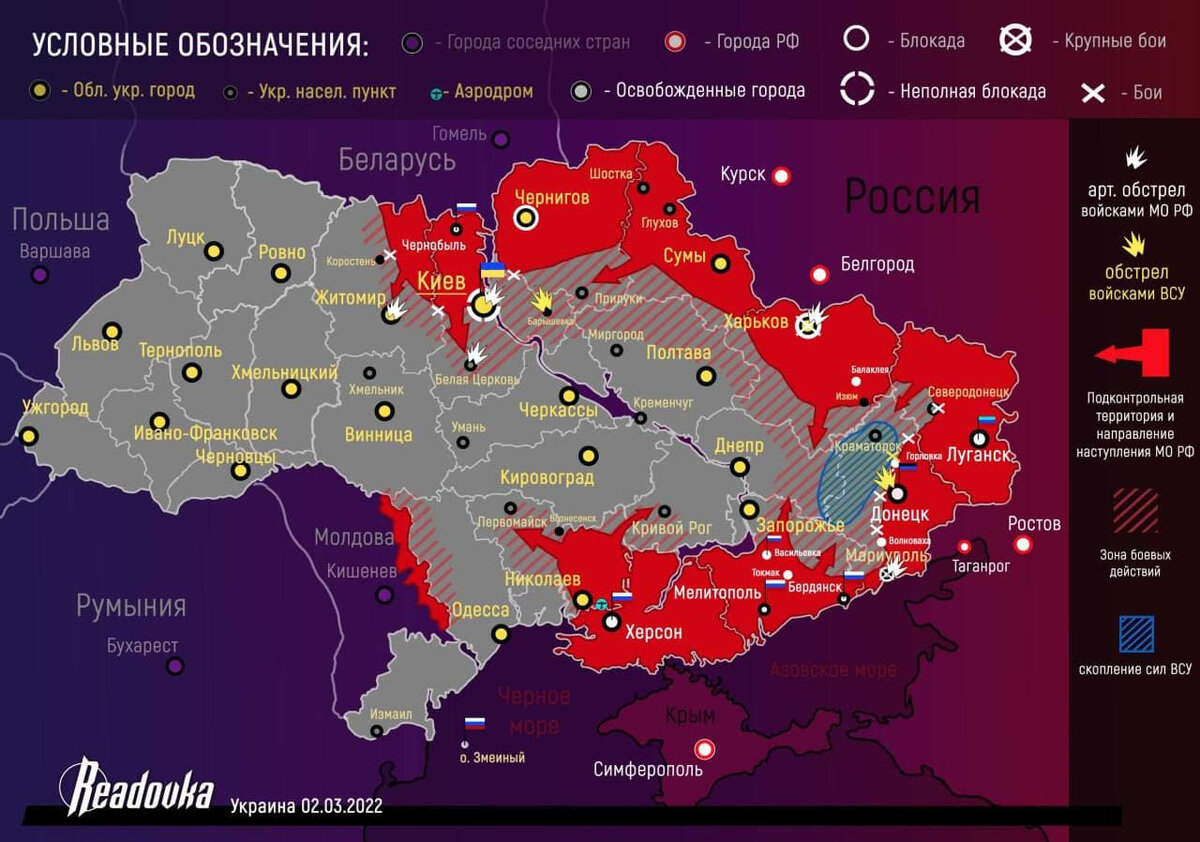 УСЛОВНЫЕ ОБОЗНАЧЕНИЯ:
- Города соседних стран
- Города РФ
- Блокада
- Крупные бои
- Обл. укр. город
- Укр. насел. пункт
- Аэродром
- Освобожденные города
- Неполная блокада
- Бои
арт. обстрел
войсками МО РФ
обстрел
войсками ВСУ
Подконтрольная
территория и
направление
наступления МО РФ
Зона боевых
действий
скопление сил ВСУ
Гомель
Беларусь
Польша
Варшава
Россия
Курск
Белгород
Шостка
Глухов
Чернигов
Чернобыль
Сумы
Луцк
Ровно
Коростень
Киев
Житомир
Прилуки
Барышевка
Харьков
Львов
Тернополь
Хмельницкий
Хмельник
Белая Церковь
Миргород
Полтава
Балаклея
Изюм
Северодонецк
Ужгород
Ивано-Франковск
Черновцы
Винница
Умань
Черкассы
Кременчуг
Кировоград
Днепр
Краматорск
Горловка
Луганск
Донецк
Первомайск
Вознесенск
Кривой Рог
Запорожье
Васильевка
Волноваха
Мариуполь
Токмак
Бердянск
Мелитополь
Ростов
Таганрог
Молдова
Кишенев
Николаев
Одесса
Херсон
Румыния
Бухарест
Измаил
Черное
море
Азовское море
Крым
Симферополь
о. Змеиный
Readovka
Украина 02.03.2022